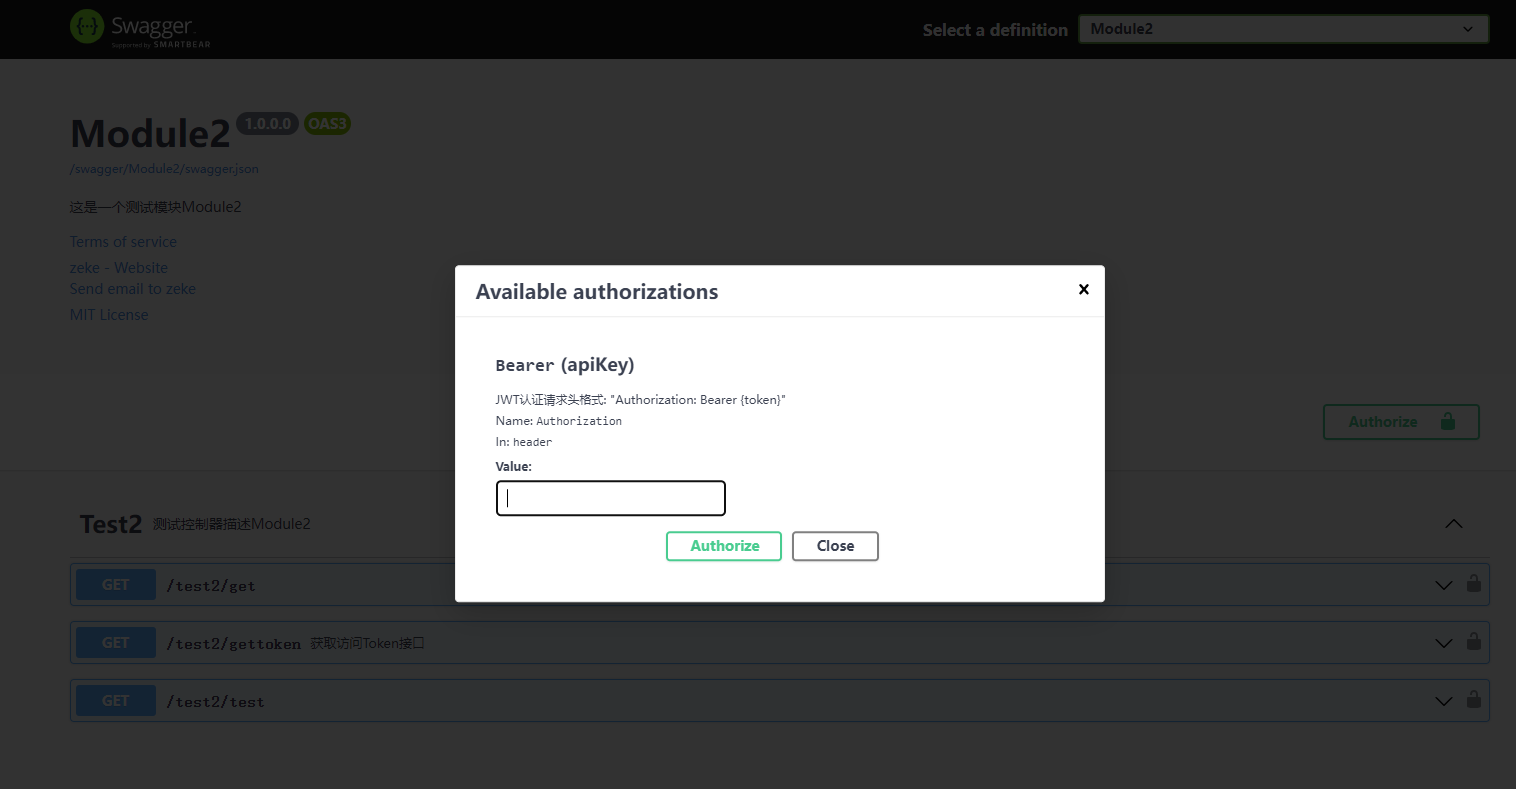 Swagger.
Supported by SMARTBEAR
Select a definition
Module2
Module2 1.0.0.0 OAS3
/swagger/Module2/swagger.json
这是一个测试模块Module2
Terms of service
zeke - Website
Send email to zeke
MIT License
Available authorizations
Bearer (apiKey)
JWT认证请求头格式: "Authorization: Bearer {token}"
Name: Authorization
In: header
Value:
Authorize
Close
Authorize
Test2 测试控制器描述Module2
GET /test2/get
GET /test2/gettoken 获取访问Token接口
GET /test2/test